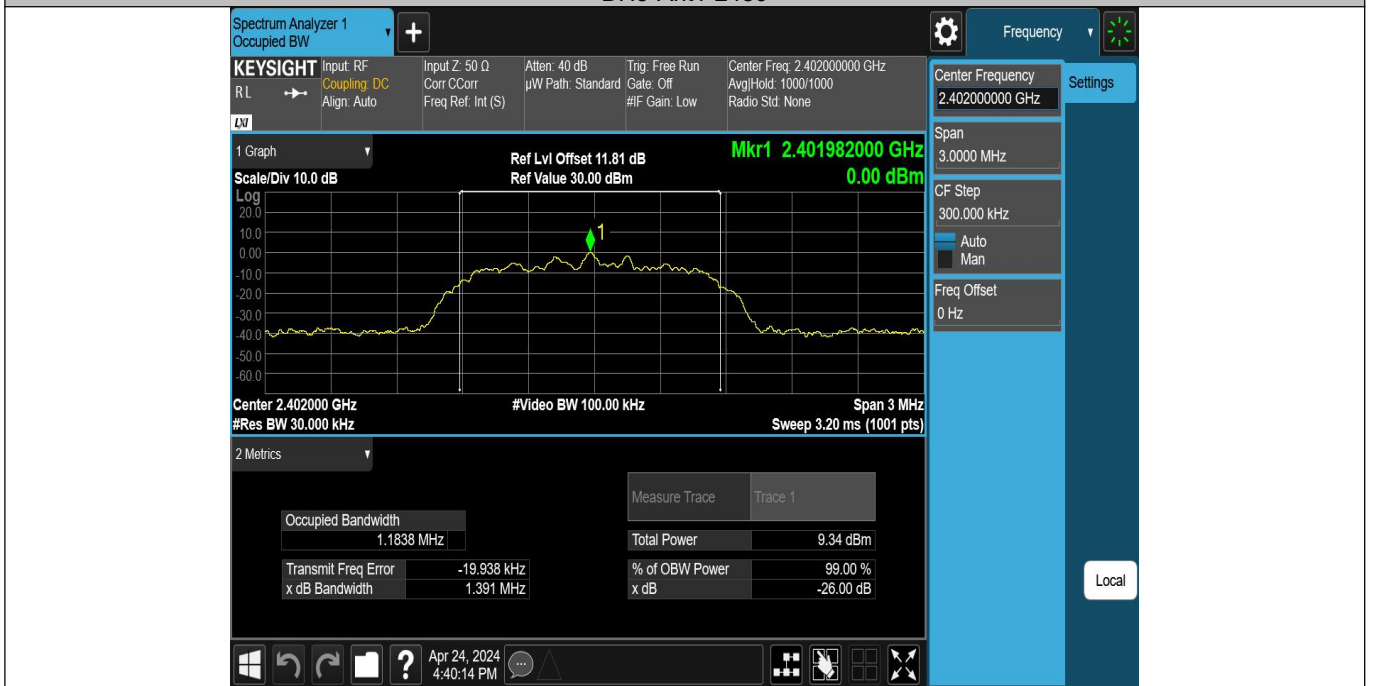 Spectrum Analyzer 1
Occupied BW
Frequency
KEYSIGHT
R L
LXI
Input: RF
Coupling: DC
Align: Auto
Input Z: 50 Ω
Corr CCorr
Freq Ref: Int (S)
Atten: 40 dB
µW Path: Standard
Trig: Free Run
Gate: Off
#IF Gain: Low
Center Freq: 2.402000000 GHz
Avg|Hold: 1000/1000
Radio Std: None
Center Frequency
2.402000000 GHz
Settings
Span
3.0000 MHz
CF Step
300.000 kHz
Auto
Man
Freq Offset
0 Hz
Local
1 Graph
Scale/Div 10.0 dB
Ref Lvl Offset 11.81 dB
Ref Value 30.00 dBm
Mkr1 2.401982000 GHz
0.00 dBm
Log
20.0
10.0
0.00
-10.0
-20.0
-30.0
-40.0
-50.0
-60.0
1
Center 2.402000 GHz
#Video BW 100.00 kHz
Span 3 MHz
#Res BW 30.000 kHz
Sweep 3.20 ms (1001 pts)
2 Metrics
Measure Trace Trace 1
Occupied Bandwidth
1.1838 MHz
Total Power 9.34 dBm
Transmit Freq Error -19.938 kHz
% of OBW Power 99.00 %
x dB Bandwidth 1.391 MHz
x dB -26.00 dB
?
Apr 24, 2024
4:40:14 PM